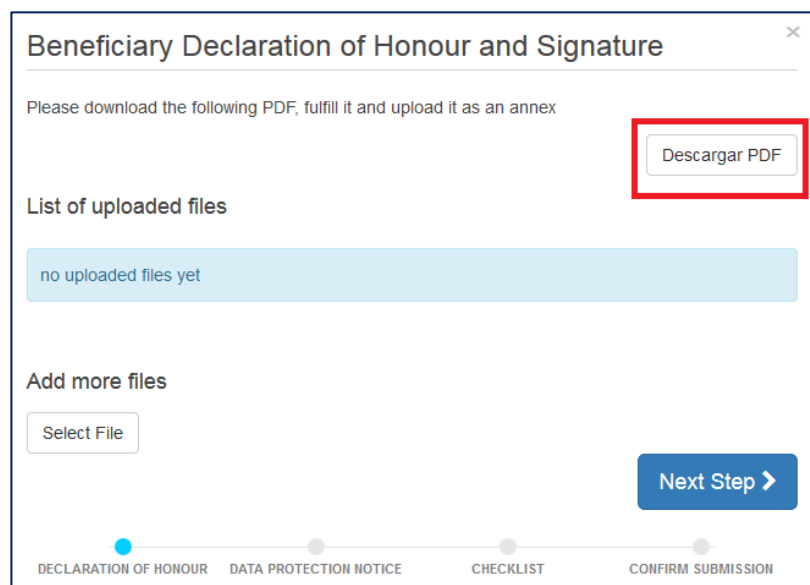 Beneficiary Declaration of Honour and Signature
×
Please download the following PDF, fulfill it and upload it as an annex
Descargar PDF
List of uploaded files
no uploaded files yet
Add more files
Select File
Next Step
DECLARATION OF HONOUR DATA PROTECTION NOTICE CHECKLIST CONFIRM SUBMISSION